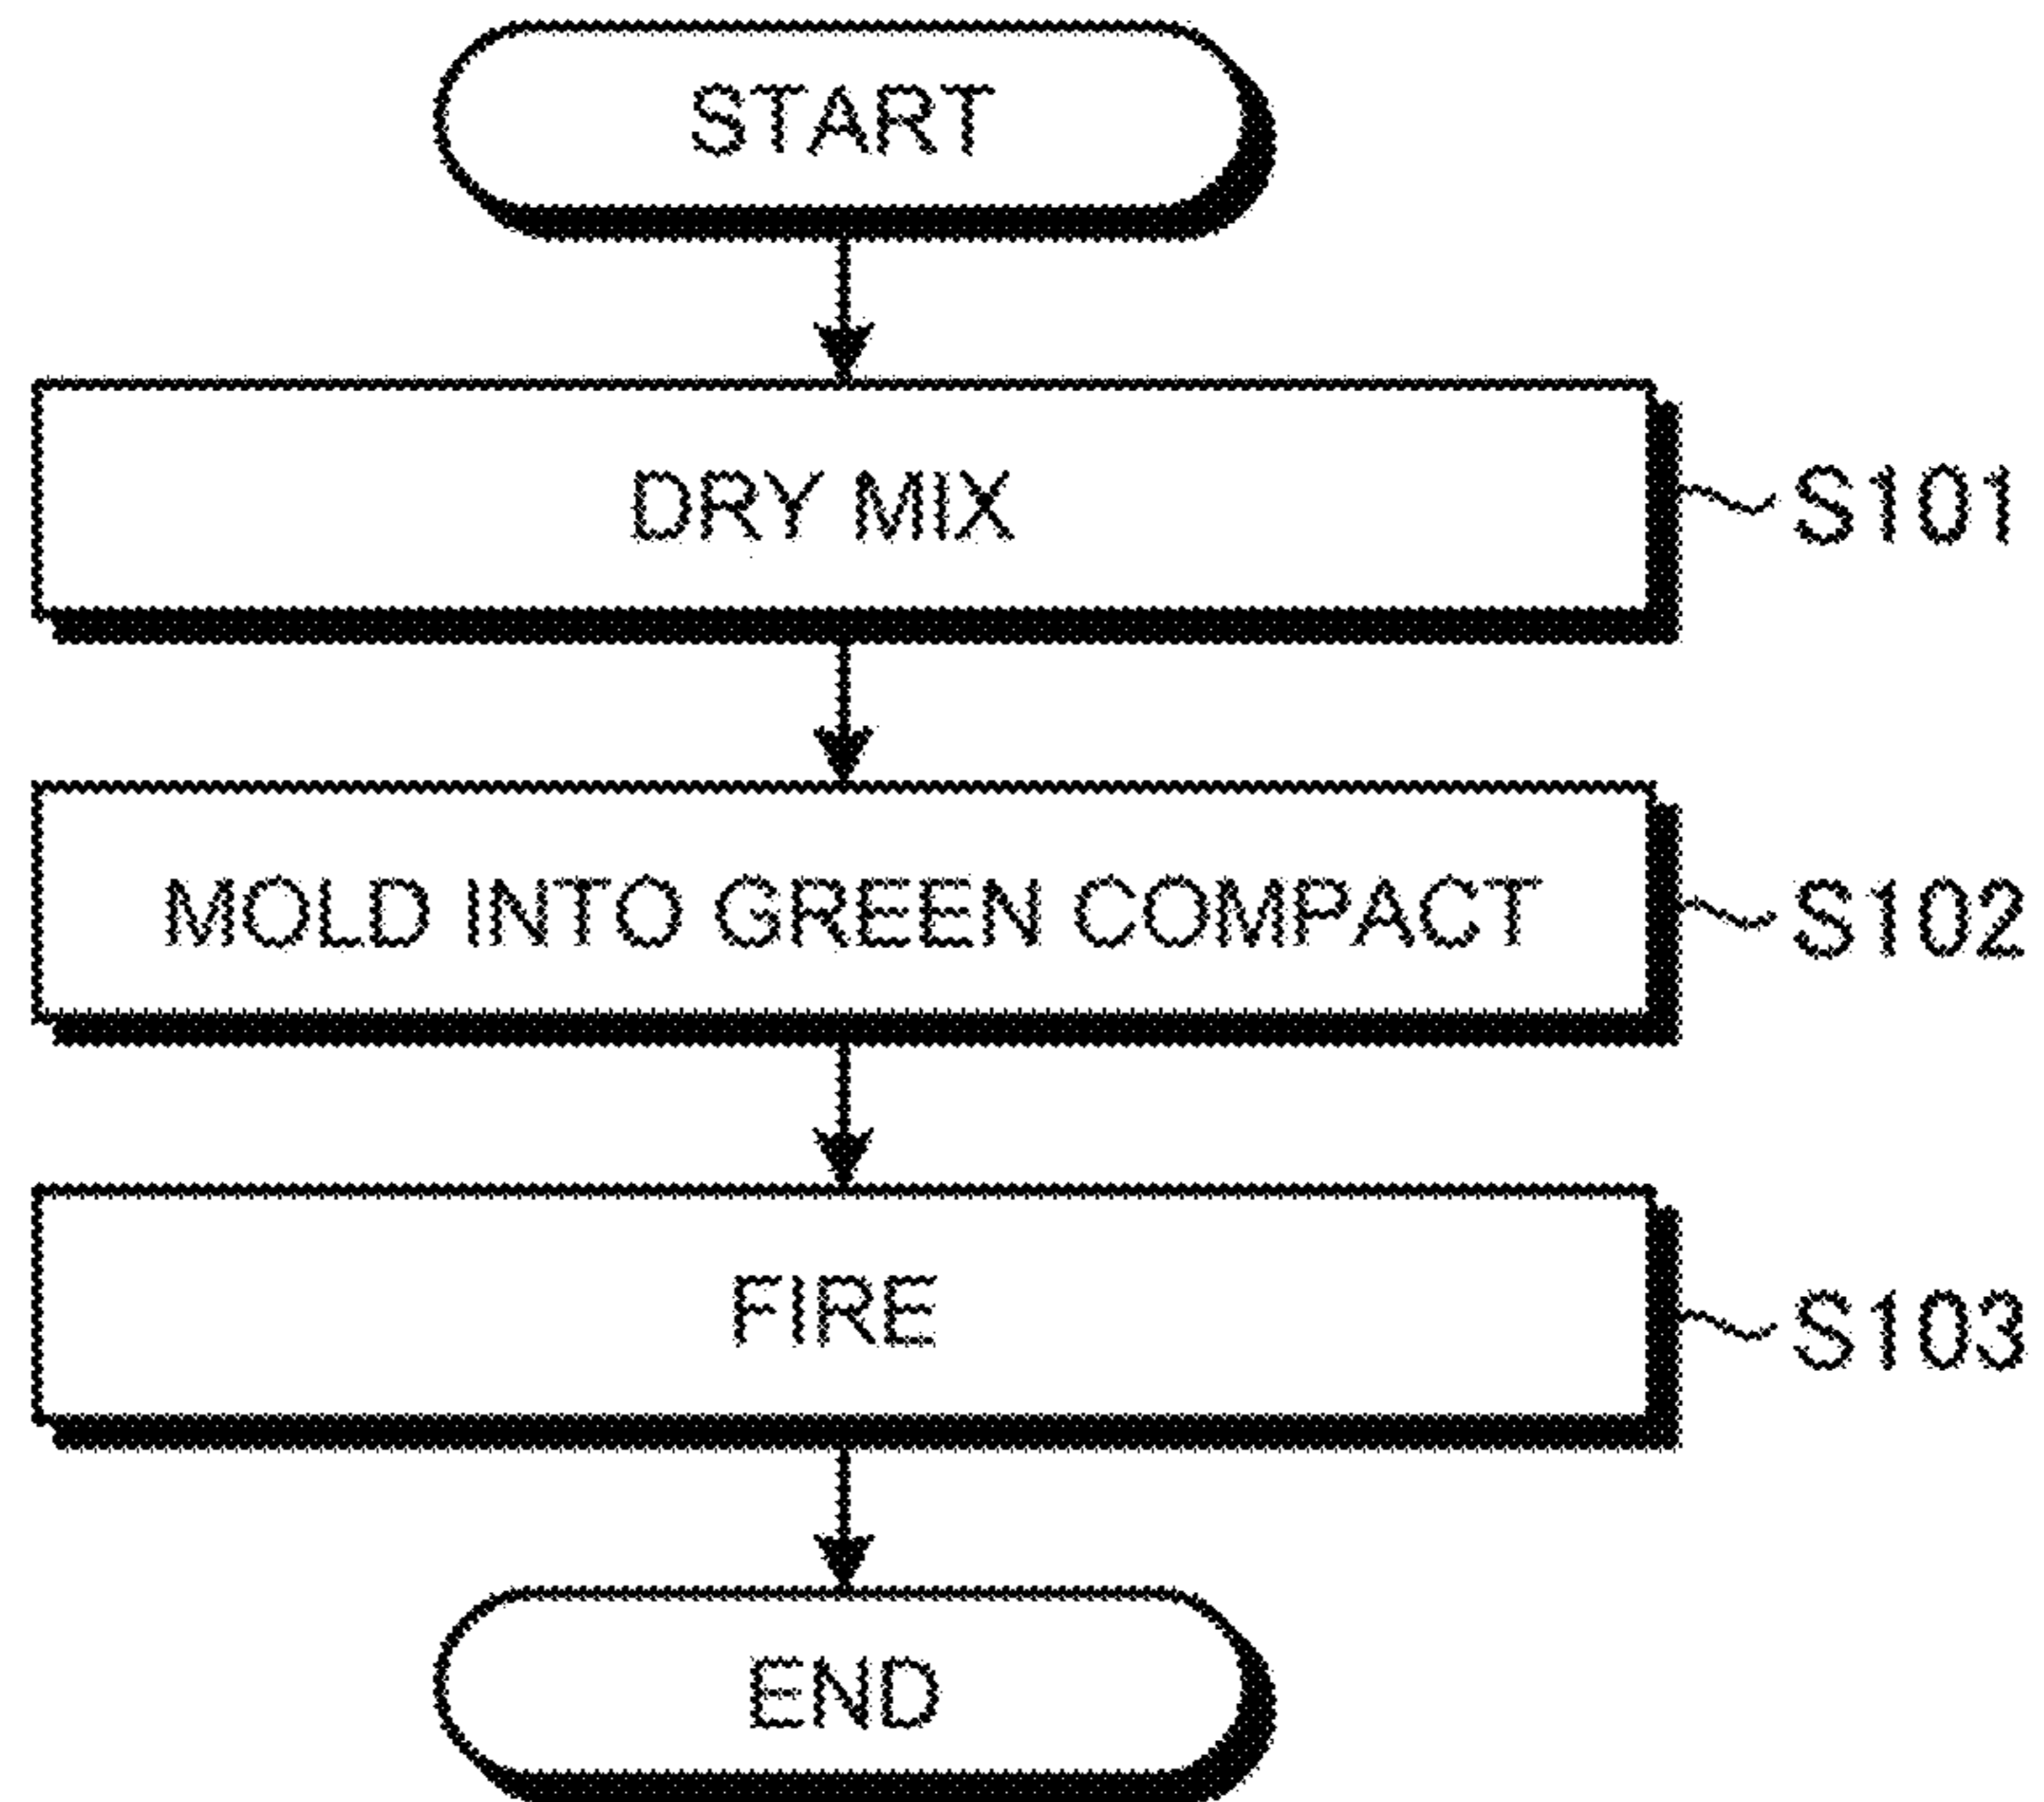 START
DRY MIX
S101
MOLD INTO GREEN COMPACT
S102
FIRE
S103
END